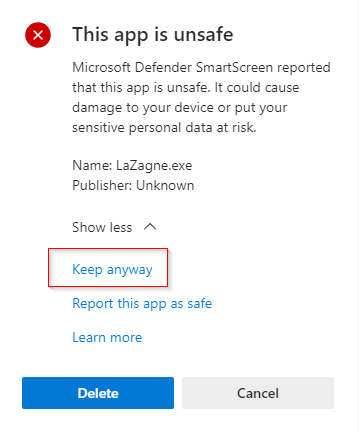 This app is unsafe
Microsoft Defender SmartScreen reported
that this app is unsafe. It could cause
damage to your device or put your
sensitive personal data at risk.
Name: LaZagne.exe
Publisher: Unknown
Show less
Keep anyway
Report this app as safe
Learn more
Delete
Cancel